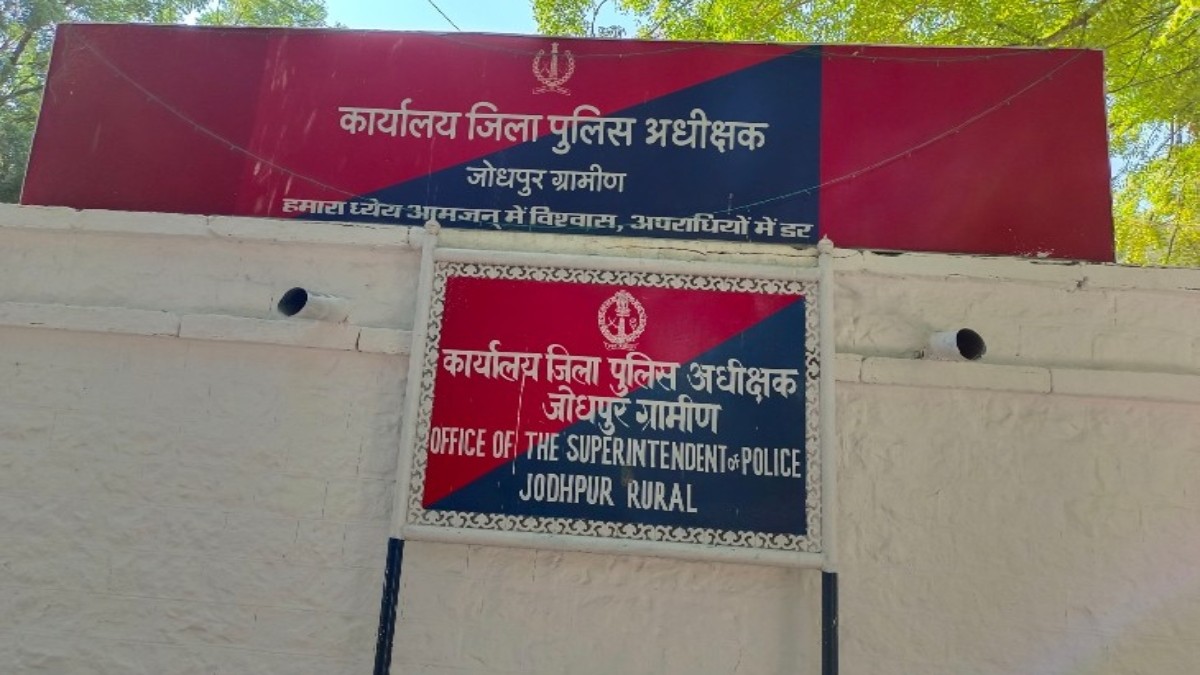 कार्यालय जिला पुलिस अधीक्षक
जोधपुर ग्रामीण
हमारा ध्येय आमजन् में विश्वास, अपराधियों में डर
कार्यालय जिला पुलिस अधीक्षक
जोधपुर ग्रामीण
OFFICE OF THE SUPERINTENDENT of POLICE
JODHPUR RURAL